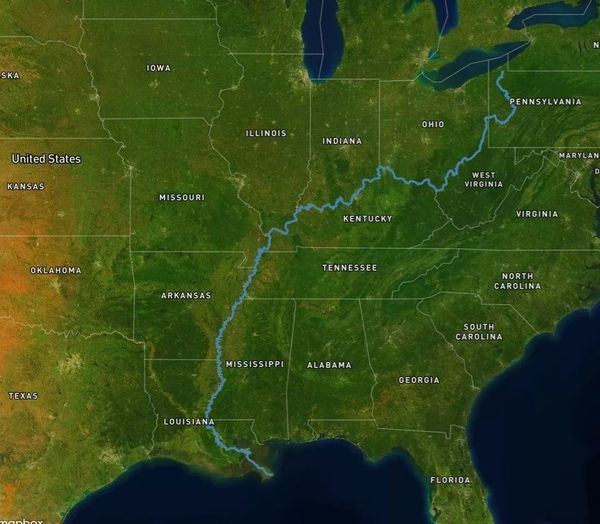 IOWA
SKA
OHIO
PENNSYLVANIA
ILLINOIS
INDIANA
MARYLAN
D
United States
KANSAS
WEST
VIRGINIA
MISSOURI
KENTUCKY
VIRGINIA
OKLAHOMA
TENNESSEE
NORTH
CAROLINA
ARKANSAS
SOUTH
CAROLINA
MISSISSIPPI
ALABAMA
GEORGIA
TEXAS
LOUISIANA
FLORIDA
mapbox
N